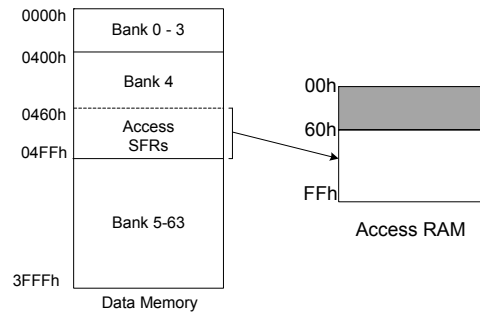 0000h
Bank 0 - 3
0400h
Bank 4
0460h
Access
SFRs
04FFh
Bank 5-63
3FFFh
Data Memory
00h
60h
FFh
Access RAM